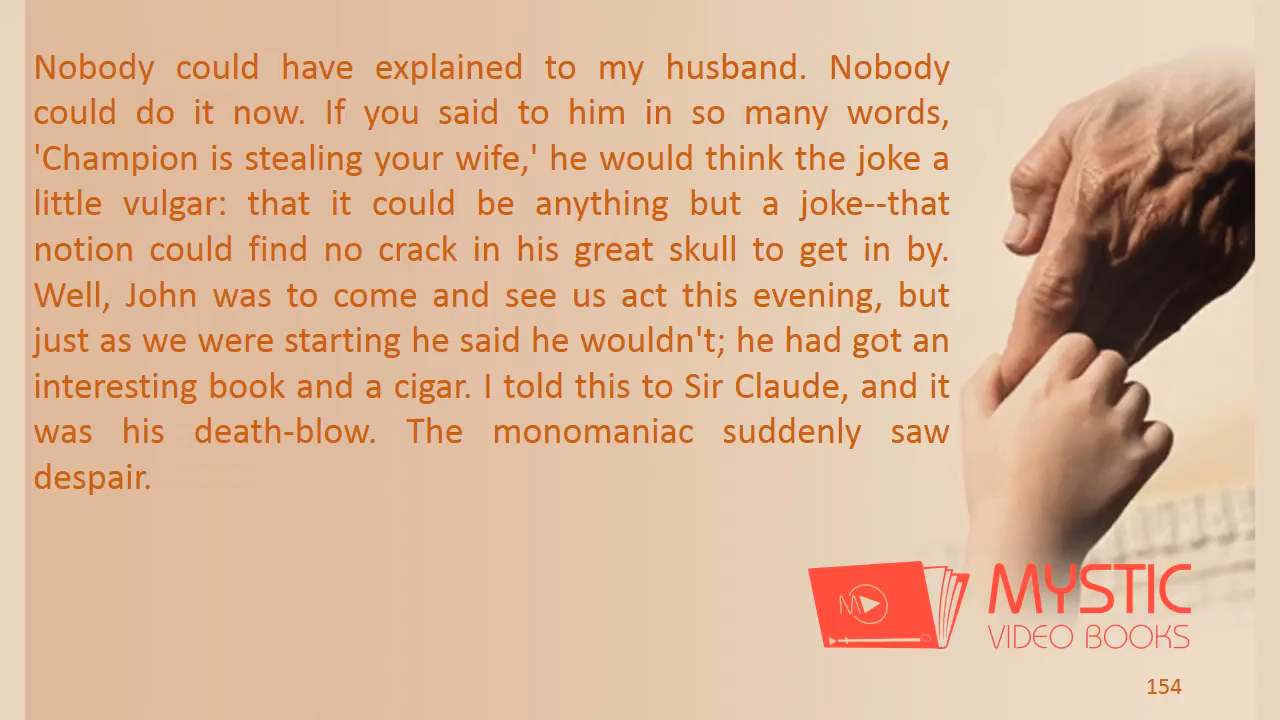 Nobody could have explained to my husband. Nobody
could do it now. If you said to him in so many words,
'Champion is stealing your wife,' he would think the joke a
little vulgar: that it could be anything but a joke--that
notion could find no crack in his great skull to get in by.
Well, John was to come and see us act this evening, but
just as we were starting he said he wouldn't; he had got an
interesting book and a cigar. I told this to Sir Claude, and it
was his death-blow. The monomaniac suddenly saw
despair.
M
MYSTIC
VIDEO BOOKS
154